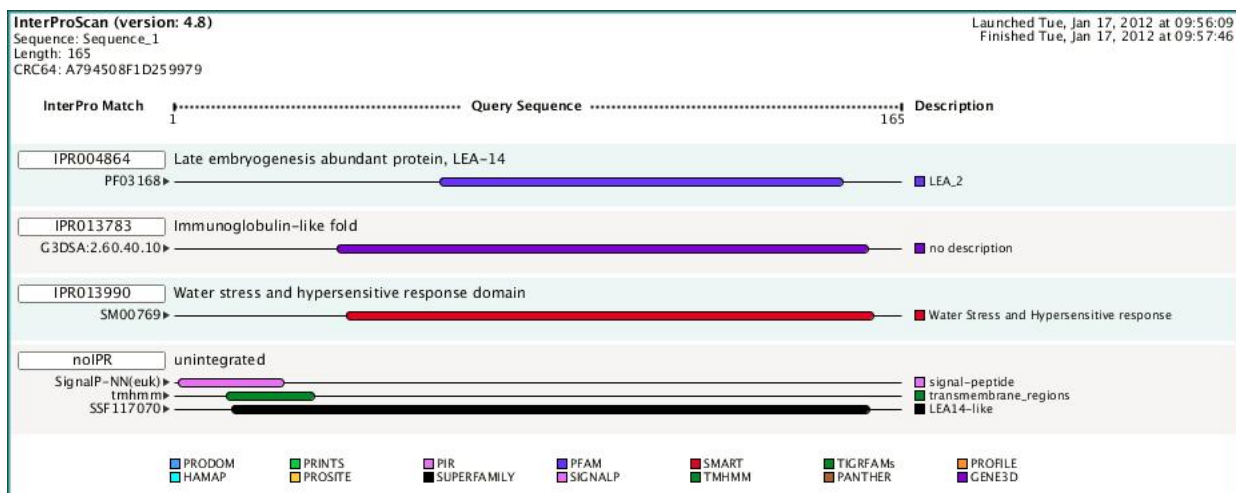 InterProScan (version: 4.8)
Launched Tue, Jan 17, 2012 at 09:56:09
Sequence: Sequence_1
Finished Tue, Jan 17, 2012 at 09:57:46
Length: 165
CRC64: A794508F1D259979
InterPro Match Query Sequence Description
1 165
IPR004864 Late embryogenesis abundant protein, LEA-14
PF03168 LEA_2
IPR013783 Immunoglobulin-like fold
G3DSA:2.60.40.10 no description
IPR013990 Water stress and hypersensitive response domain
SM00769 Water Stress and Hypersensitive response
noIPR unintegrated
SignalP-NN(euk) signal-peptide
tmhmm transmembrane_regions
SSF117070 LEA14-like
PRODOM PRINTS PIR PFAM SMART TIGRFAMs PROFILE
HAMAP PROSITE SUPERFAMILY SIGNALP TMHMM PANTHER GENE3D